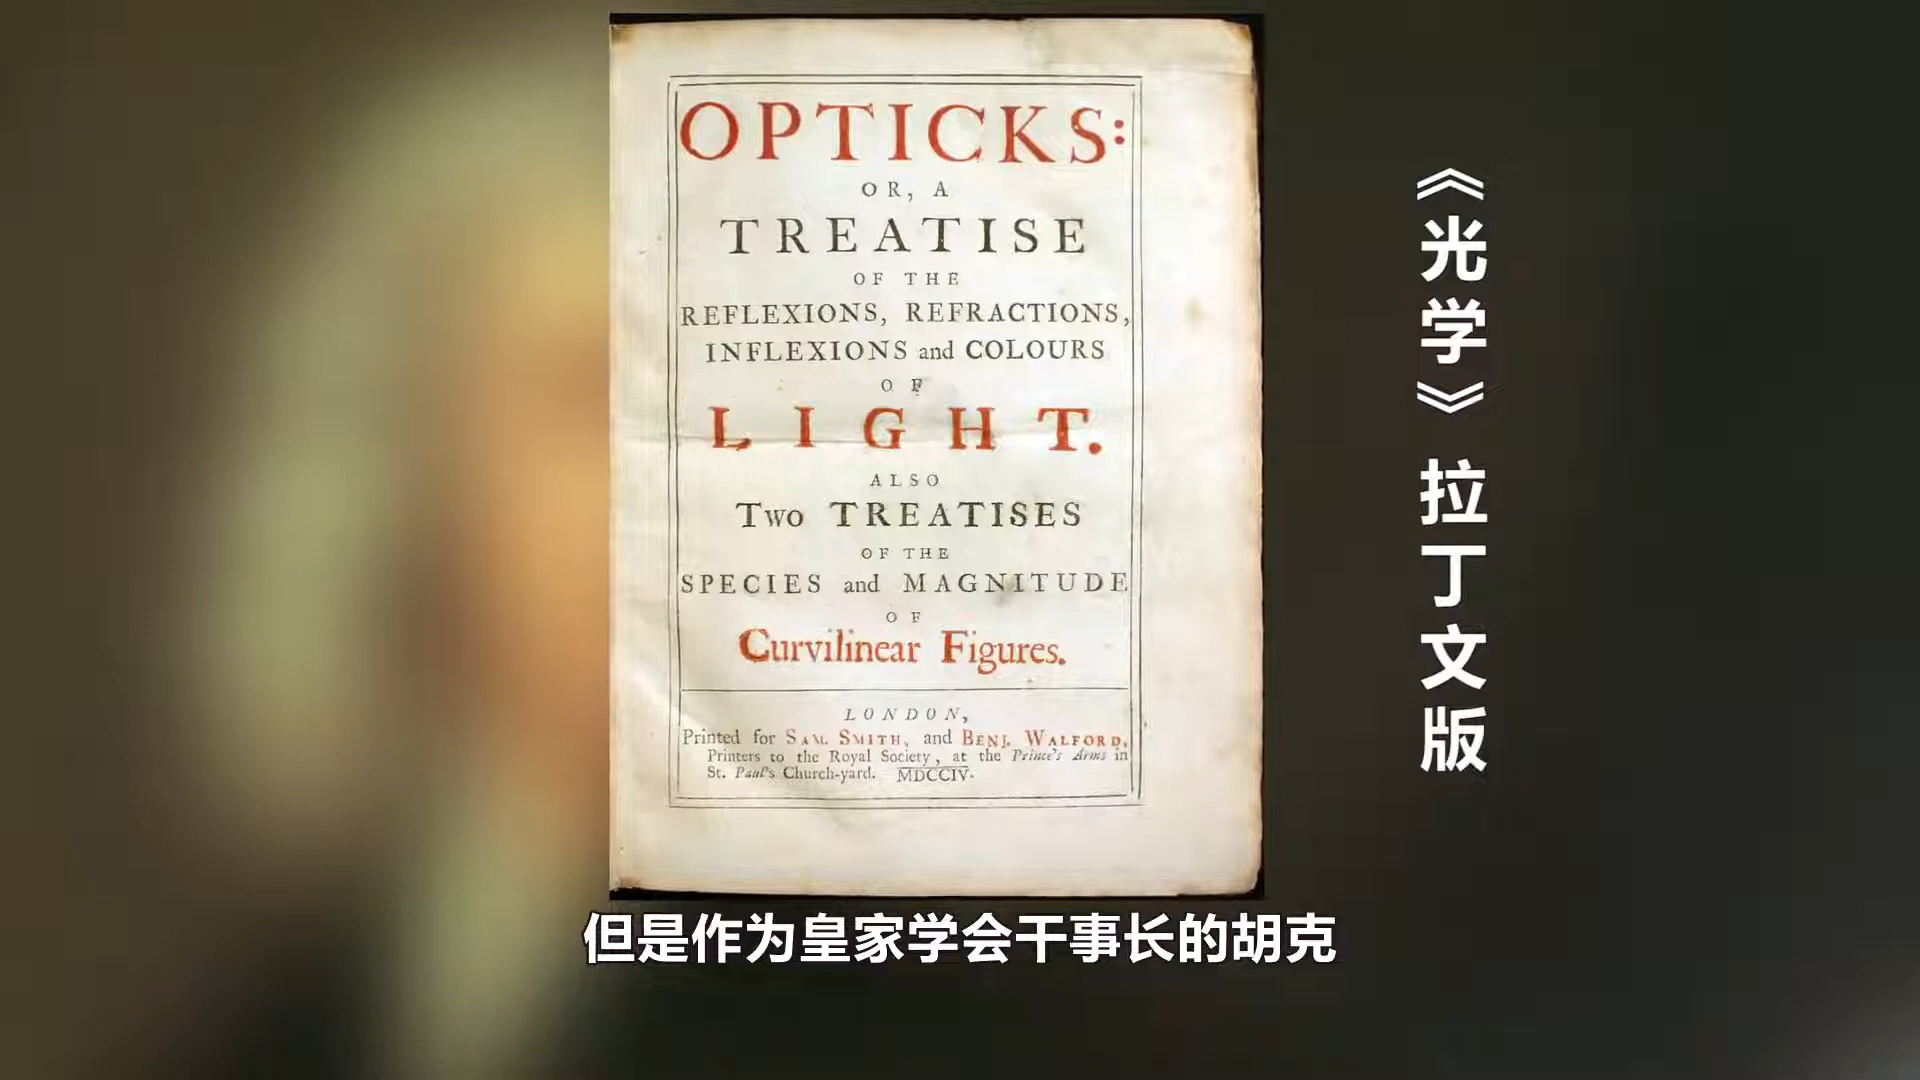 OPTICKS:
OR, A
TREATISE
OF THE
REFLEXIONS, REFRACTIONS,
INFLEXIONS and COLOURS
OF
LIGHT.
ALSO
Two TREATISES
OF THE
SPECIES and MAGNITUDE
OF
Curvilinear Figures.
LONDON,
Printed for SAM. SMITH, and BENJ. WALFORD,
Printers to the Royal Society, at the Prince's Arms in
St. Paul's Church-yard. MDCCIV.
《光学》拉丁文版
但是作为皇家学会干事长的胡克